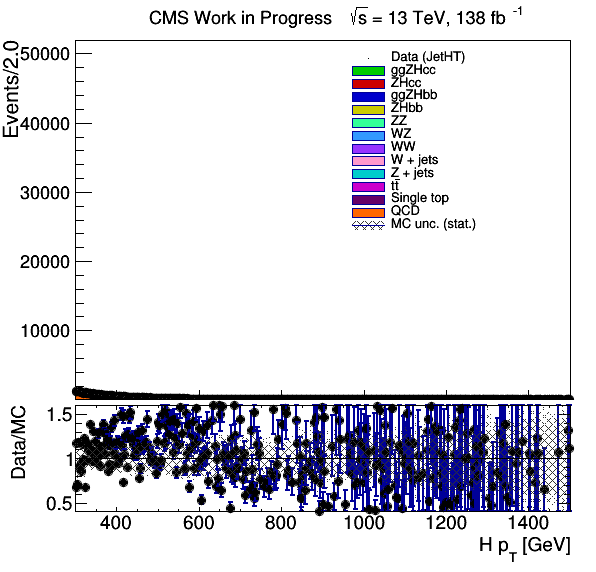 CMS Work in Progress √s = 13 TeV, 138 fb⁻¹
Events/2.0
50000
40000
30000
20000
10000
Data (JetHT)
ggZHcc
ZHcc
ggZHbb
ZHbb
ZZ
WZ
WW
W + jets
Z + jets
tt̄
Single top
QCD
MC unc. (stat.)
Data/MC
1.5
1
0.5
400 600 800 1000 1200 1400
H p_T [GeV]